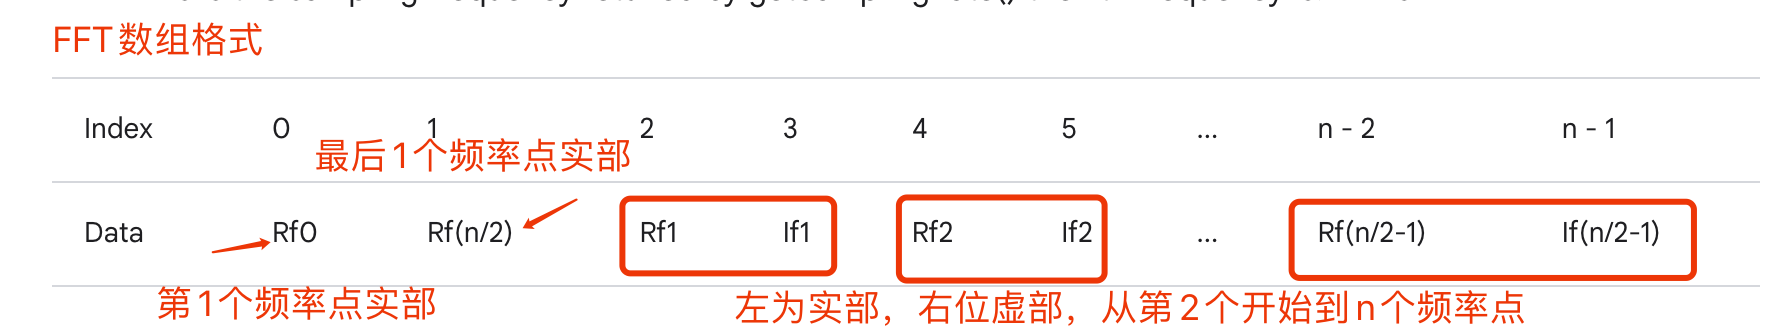 FFT数组格式
Index 0 1 2 3 4 5 ... n - 2 n - 1
最后1个频率点实部
Data Rf0 Rf(n/2) Rf1 If1 Rf2 If2 ... Rf(n/2-1) If(n/2-1)
第1个频率点实部
左为实部，右位虚部，从第2个开始到n个频率点